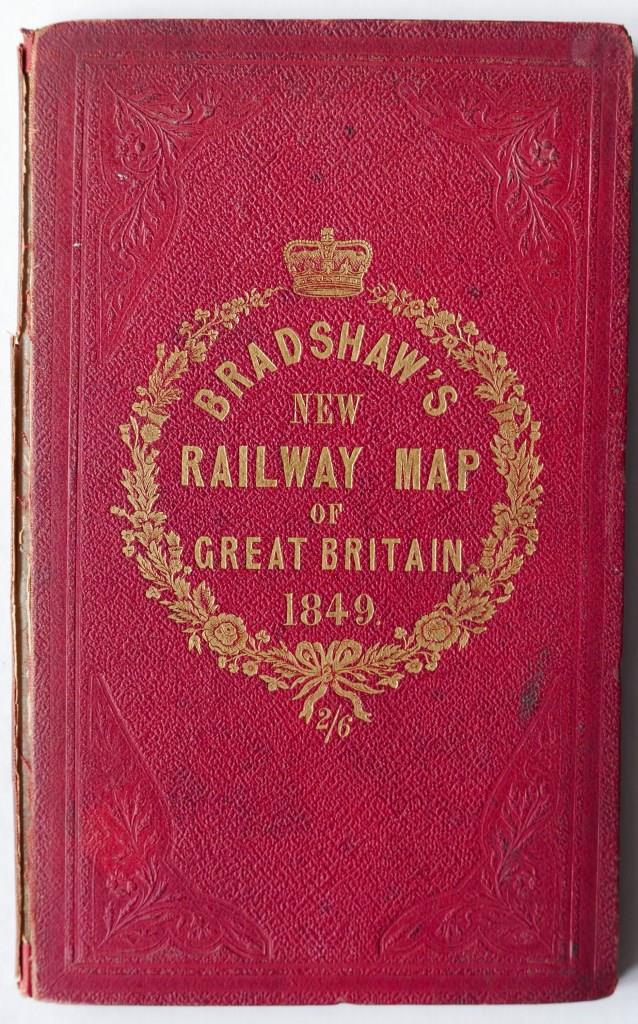 BRADSHAW'S
NEW
RAILWAY MAP
OF
GREAT BRITAIN
1849.
2/6